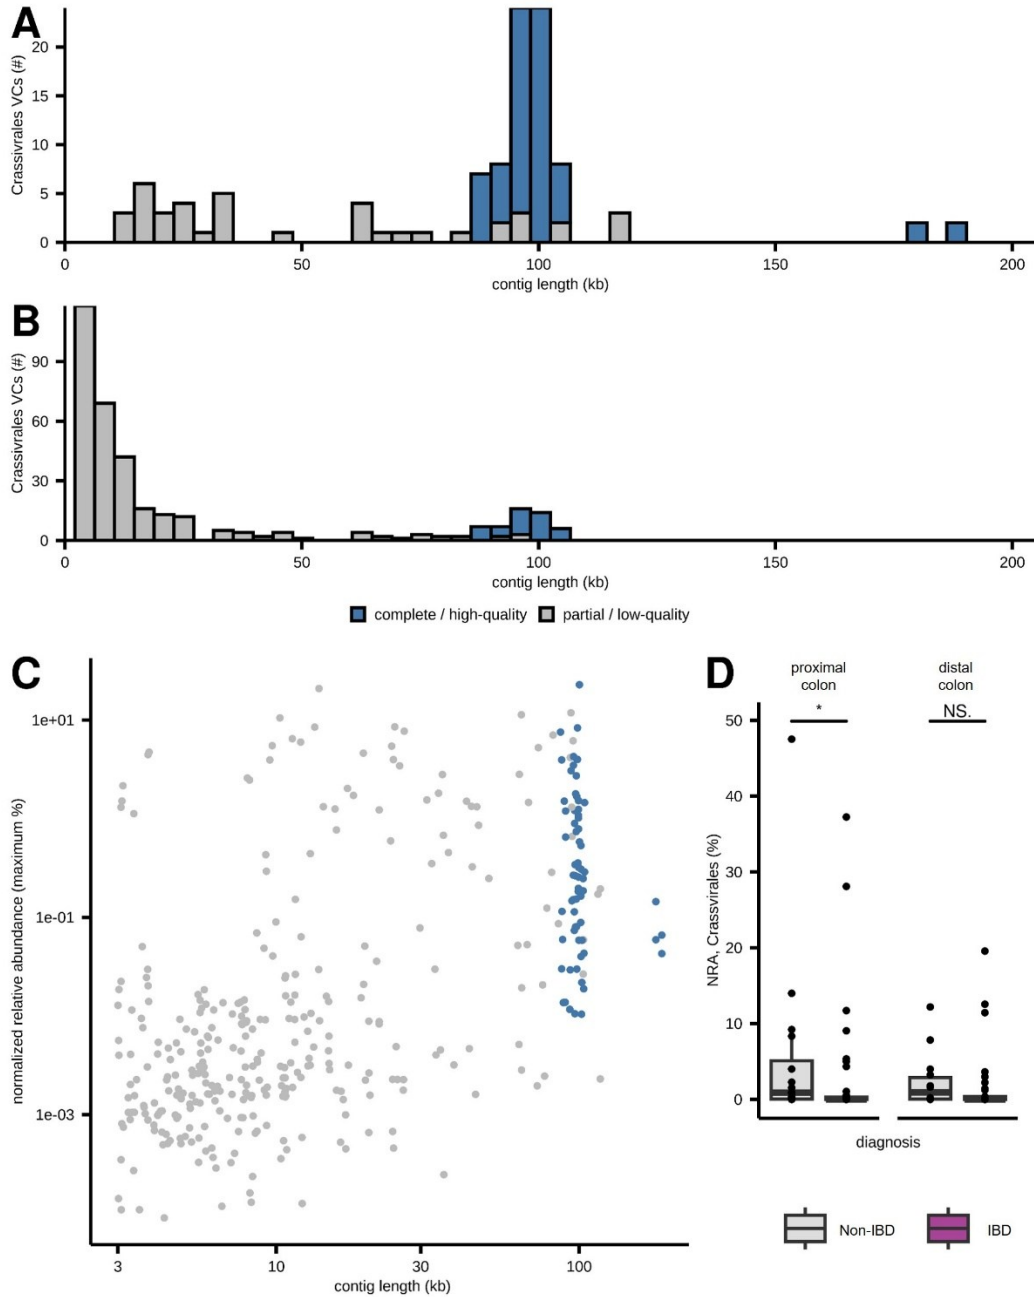 A
Crassivrales VCs (#)
20
15
10
5
0
0 50 100 150 200
contig length (kb)
B
Crassivrales VCs (#)
90
60
30
0
0 50 100 150 200
contig length (kb)
complete / high-quality partial / low-quality
C
normalized relative abundance (maximum %)
1e+01
1e-01
1e-03
3 10 30 100
contig length (kb)
D
proximal colon
distal colon
* NS.
NRA, Crassvirales (%)
50
40
30
20
10
0
diagnosis
Non-IBD IBD